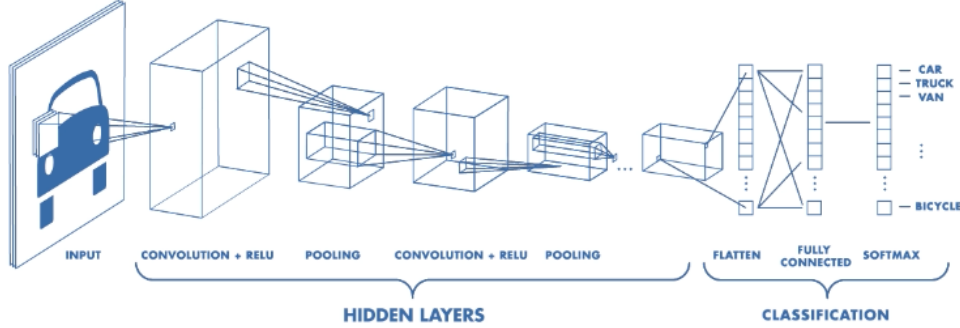 CAR
TRUCK
VAN
BICYCLE
INPUT
CONVOLUTION + RELU
POOLING
CONVOLUTION + RELU
POOLING
FLATTEN
FULLY
CONNECTED
SOFTMAX
HIDDEN LAYERS
CLASSIFICATION